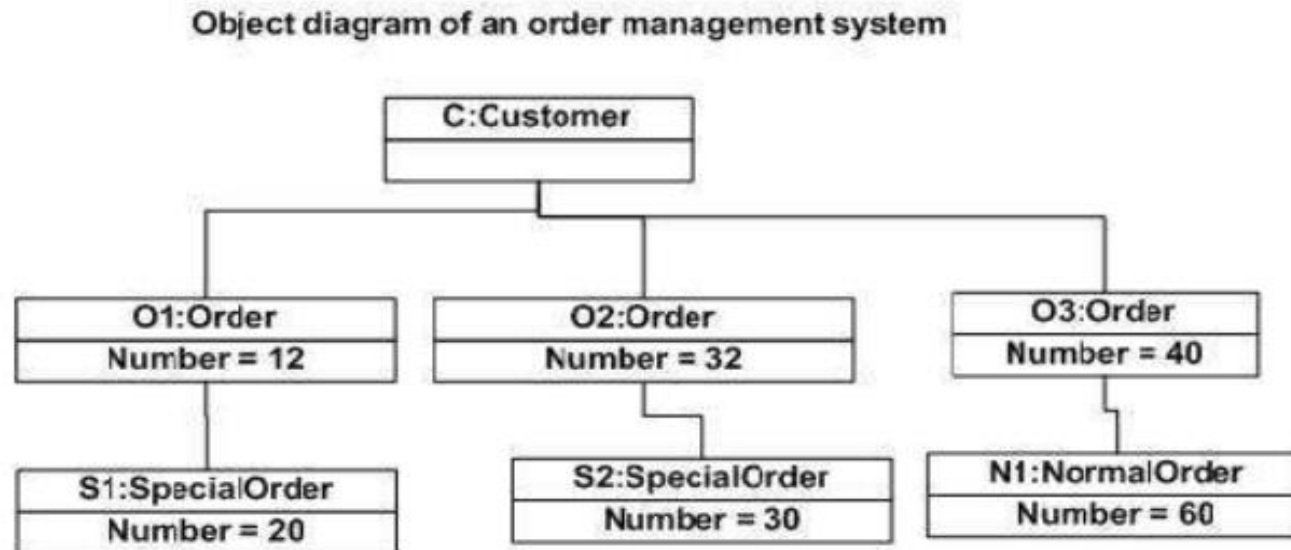 Object diagram of an order management system
C:Customer
O1:Order
Number = 12
O2:Order
Number = 32
O3:Order
Number = 40
S1:SpecialOrder
Number = 20
S2:SpecialOrder
Number = 30
N1:NormalOrder
Number = 60